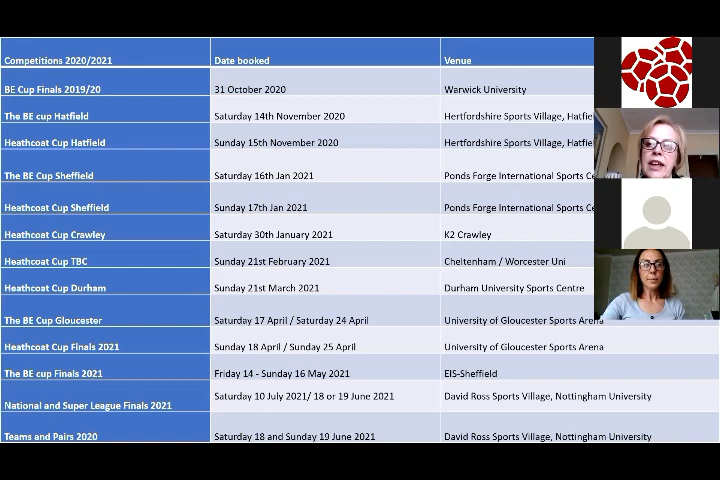 Competitions 2020/2021 Date booked Venue
BE Cup Finals 2019/20 31 October 2020 Warwick University
The BE cup Hatfield Saturday 14th November 2020 Hertfordshire Sports Village,
Heathcoat Cup Hatfield Sunday 15th November 2020 Hertfordshire Sports Village,
The BE Cup Sheffield Saturday 16th Jan 2021 Ponds Forge International Sports
Heathcoat Cup Sheffield Sunday 17th Jan 2021 Ponds Forge International Sports
Heathcoat Cup Crawley Saturday 30th January 2021 K2 Crawley
Heathcoat Cup TBC Sunday 21st February 2021 Cheltenham / Worcester Uni
Heathcoat Cup Durham Sunday 21st March 2021 Durham University Sports Centre
The BE Cup Gloucester Saturday 17 April / Saturday 24 April University of Gloucester Sports Arena
Heathcoat Cup Finals 2021 Sunday 18 April / Sunday 25 April University of Gloucester Sports Arena
The BE cup Finals 2021 Friday 14 - Sunday 16 May 2021 EIS-Sheffield
National and Super League Finals 2021 Saturday 10 July 2021/ 18 or 19 June 2021 David Ross Sports Village, Nottingham University
Teams and Pairs 2020 Saturday 18 and Sunday 19 June 2021 David Ross Sports Village, Nottingham University